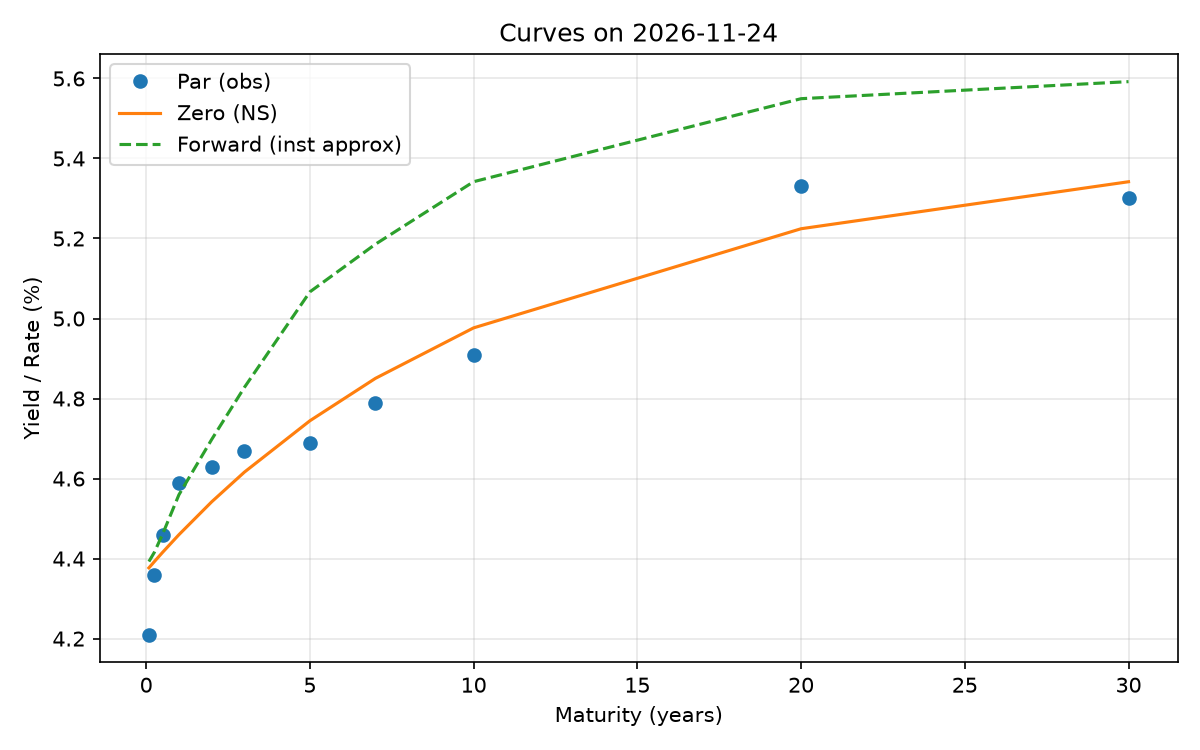 Curves on 2026-11-24
Par (obs)
Zero (NS)
Forward (inst approx)
Yield / Rate (%)
5.6
5.4
5.2
5.0
4.8
4.6
4.4
4.2
0 5 10 15 20 25 30
Maturity (years)